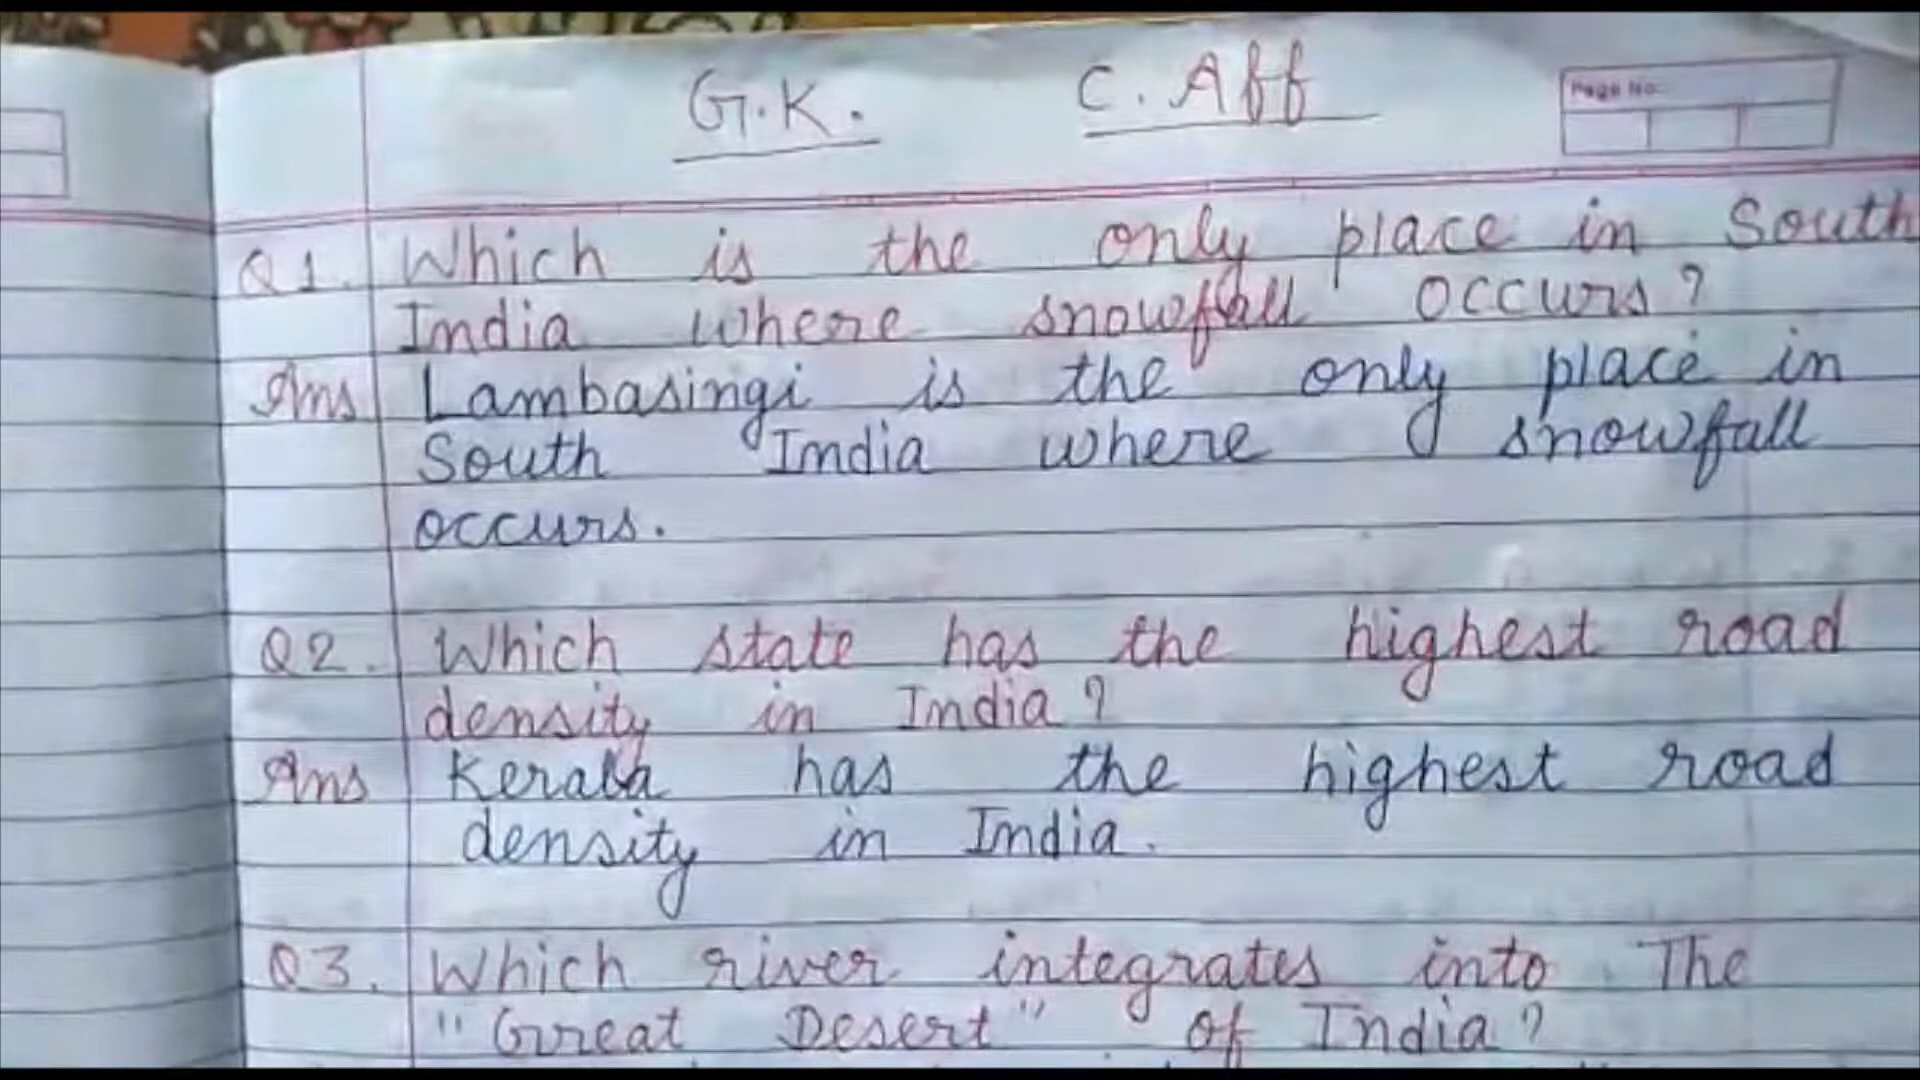 G.K. C. Aff
Page No.
Q1. Which is the only place in South
India where snowfall occurs?
Ans Lambasingi is the only place in
South India where snowfall
occurs.
Q2. Which state has the highest road
density in India?
Ans Kerala has the highest road
density in India.
Q3. Which river integrates into The
"Great Desert" of India?